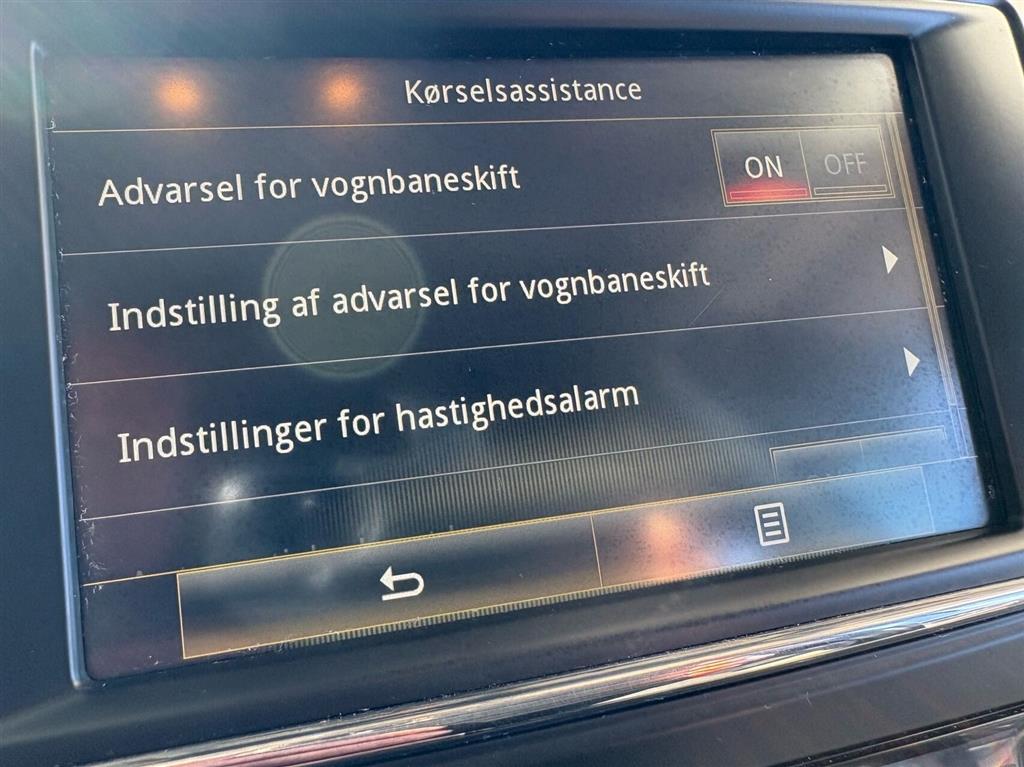 Kørselsassistance
Advarsel for vognbaneskift
ON OFF
Indstilling af advarsel for vognbaneskift
Indstillinger for hastighedsalarm